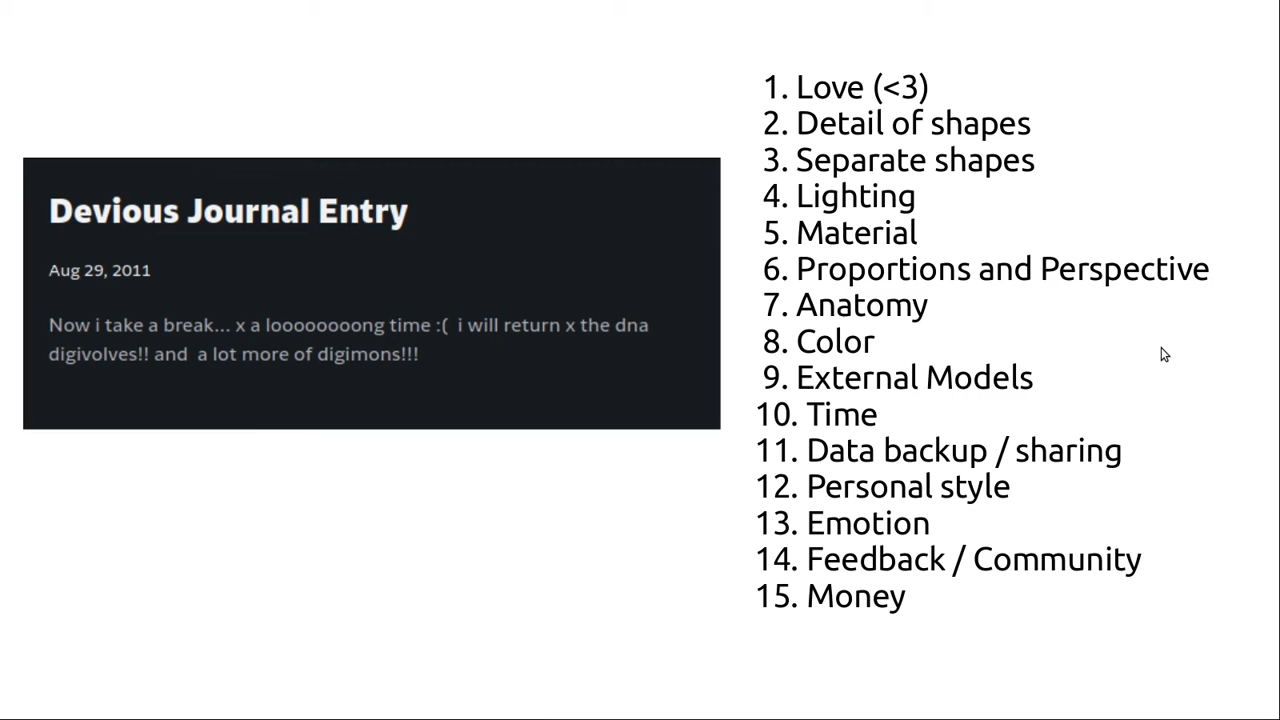 Devious Journal Entry
Aug 29, 2011
Now i take a break... x a loooooooong time :(  i will return x the dna
digivolves!! and  a lot more of digimons!!!
1. Love (<3)
2. Detail of shapes
3. Separate shapes
4. Lighting
5. Material
6. Proportions and Perspective
7. Anatomy
8. Color
9. External Models
10. Time
11. Data backup / sharing
12. Personal style
13. Emotion
14. Feedback / Community
15. Money